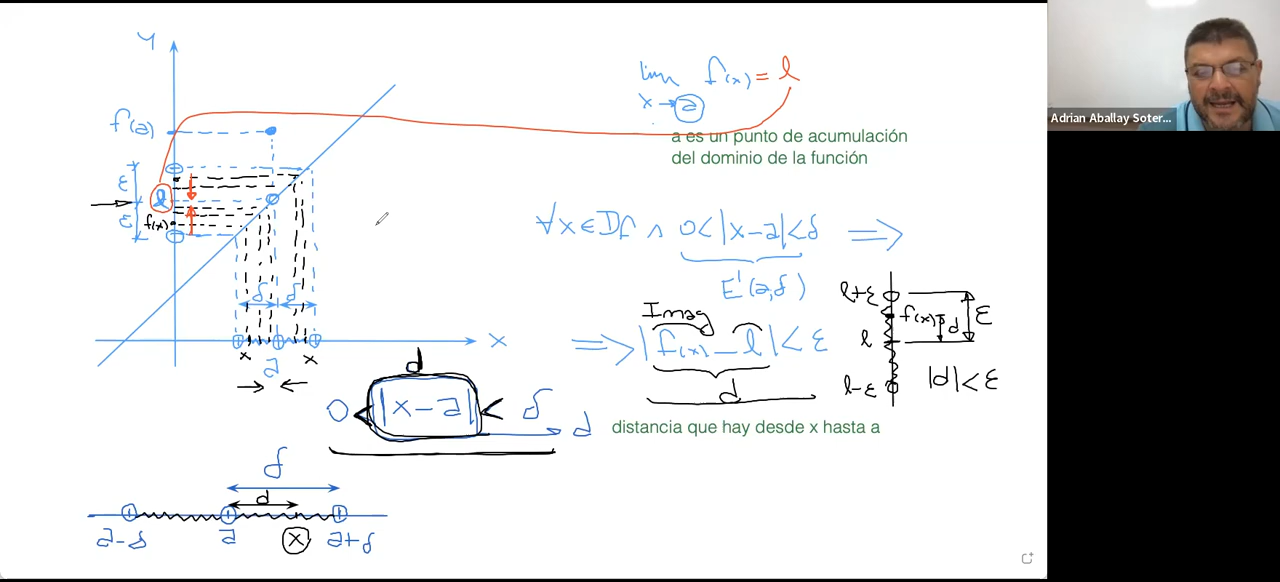 y
lim f(x) = l
x → a
a es un punto de acumulación
del dominio de la función
f(a)
ε
l
ε
f(x)
∀x∈Df ∧ 0<|x-a|<δ ⟹
E'(a,δ)
δ δ
x
x a x
Imag
⟹ |f(x) - l| < ε
d
l+ε
f(x) d ε
l
l-ε
|d|<ε
d
0 < |x-a| < δ
d
distancia que hay desde x hasta a
δ
d
a-δ a x a+δ
Adrian Aballay Soter...